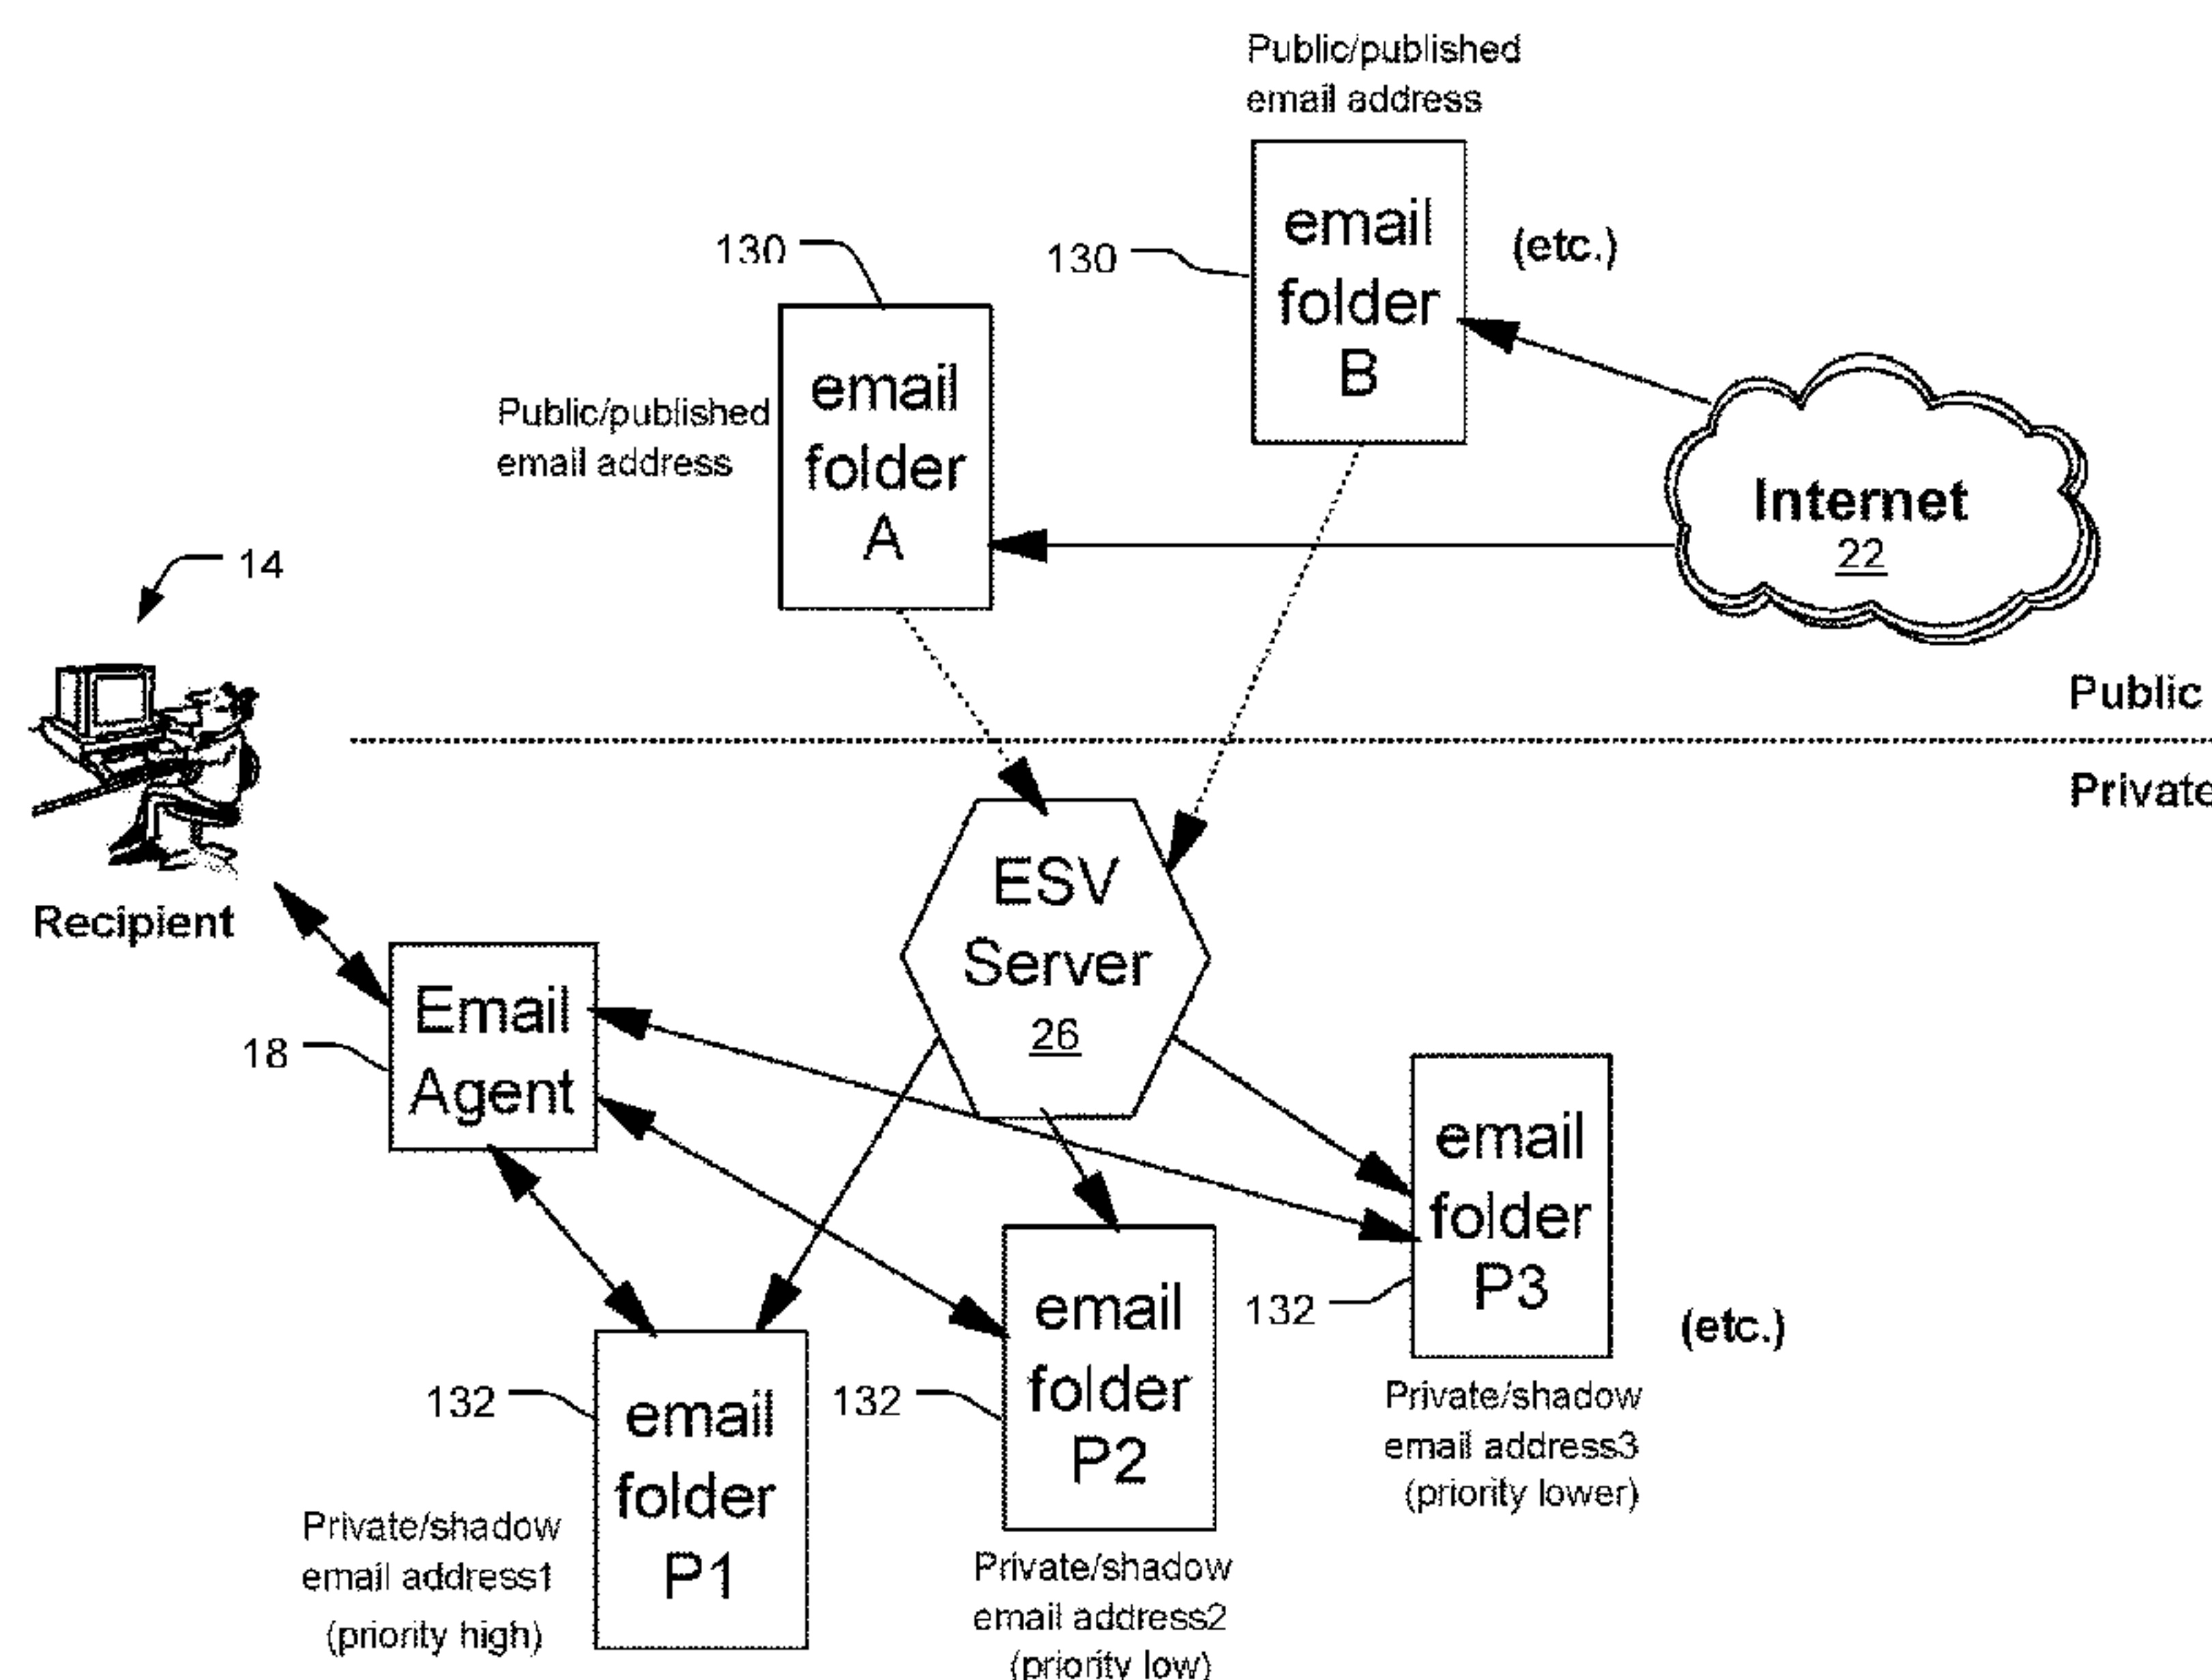 Public/published
email address
130
130
email
folder
B
(etc.)
email
folder
A
Public/published
email address
Internet
22
14
Public
Private
Recipient
ESV
Server
26
Email
Agent
18
email
folder
P3
132
(etc.)
Private/shadow
email address3
(priority lower)
email
folder
P2
132
Private/shadow
email address2
(priority low)
email
folder
P1
132
Private/shadow
email address1
(priority high)